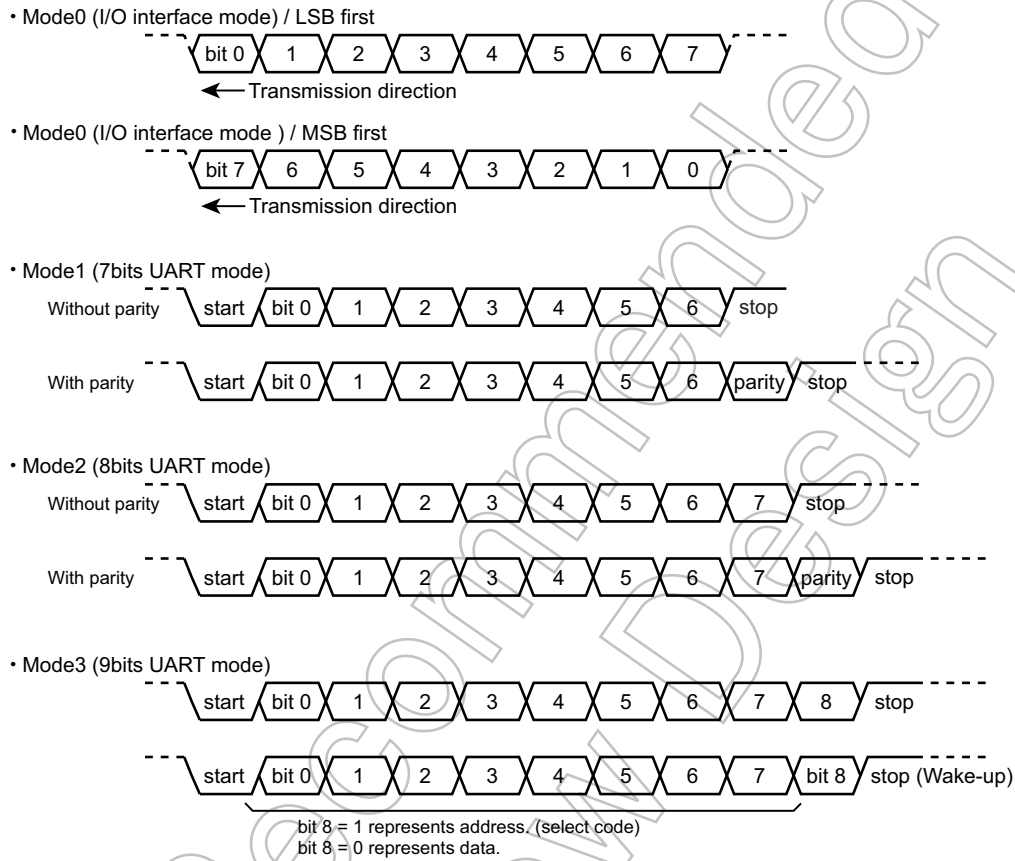 ・Mode0 (I/O interface mode) / LSB first
bit 0 1 2 3 4 5 6 7
Transmission direction
・Mode0 (I/O interface mode ) / MSB first
bit 7 6 5 4 3 2 1 0
Transmission direction
・Mode1 (7bits UART mode)
Without parity start bit 0 1 2 3 4 5 6 stop
With parity start bit 0 1 2 3 4 5 6 parity stop
・Mode2 (8bits UART mode)
Without parity start bit 0 1 2 3 4 5 6 7 stop
With parity start bit 0 1 2 3 4 5 6 7 parity stop
・Mode3 (9bits UART mode)
start bit 0 1 2 3 4 5 6 7 8 stop
start bit 0 1 2 3 4 5 6 7 bit 8 stop (Wake-up)
bit 8 = 1 represents address. (select code)
bit 8 = 0 represents data.
ecommended
w Design